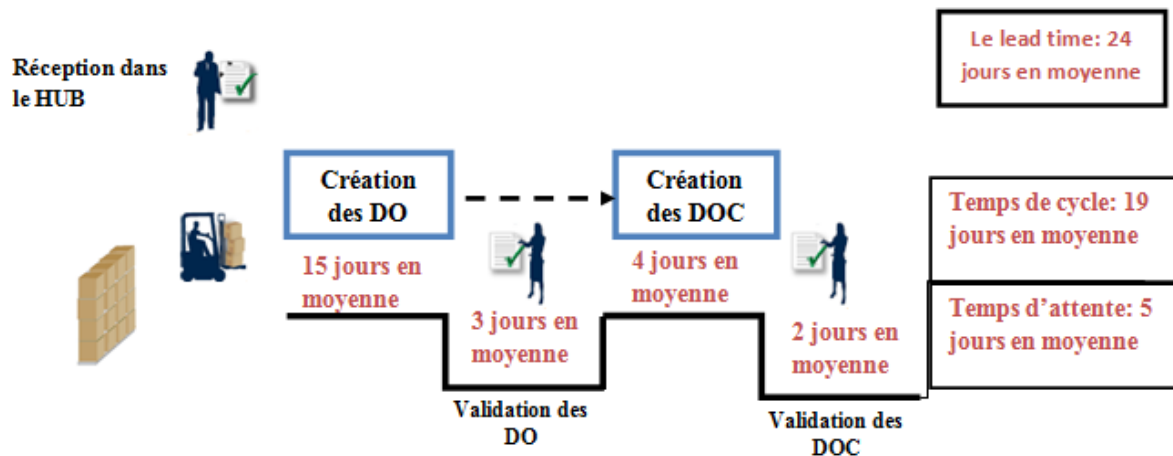 Le lead time: 24
jours en moyenne
Réception dans
le HUB
Création
des DO
Création
des DOC
Temps de cycle: 19
jours en moyenne
15 jours en
moyenne
4 jours en
moyenne
3 jours en
moyenne
2 jours en
moyenne
Temps d'attente: 5
jours en moyenne
Validation des
DO
Validation des
DOC